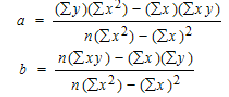 a = (Σy)(Σx²) – (Σx)(Σxy) / n(Σx²) – (Σx)²
b = n(Σxy) – (Σx)(Σy) / n(Σx²) – (Σx)²